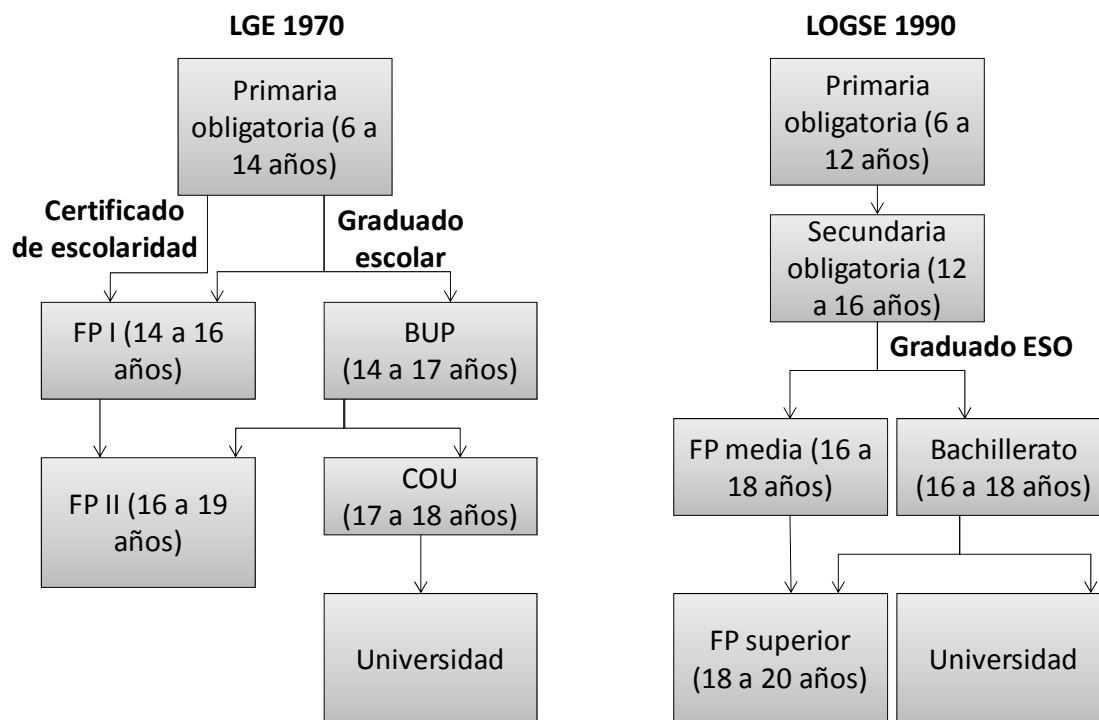 LGE 1970
Primaria
obligatoria (6 a
14 años)
Certificado
de escolaridad
Graduado
escolar
FP I (14 a 16
años)
BUP
(14 a 17 años)
FP II (16 a 19
años)
COU
(17 a 18 años)
Universidad
LOGSE 1990
Primaria
obligatoria (6
a 12 años)
Secundaria
obligatoria (12
a 16 años)
Graduado ESO
FP media (16 a
18 años)
Bachillerato
(16 a 18 años)
FP superior
(18 a 20 años)
Universidad